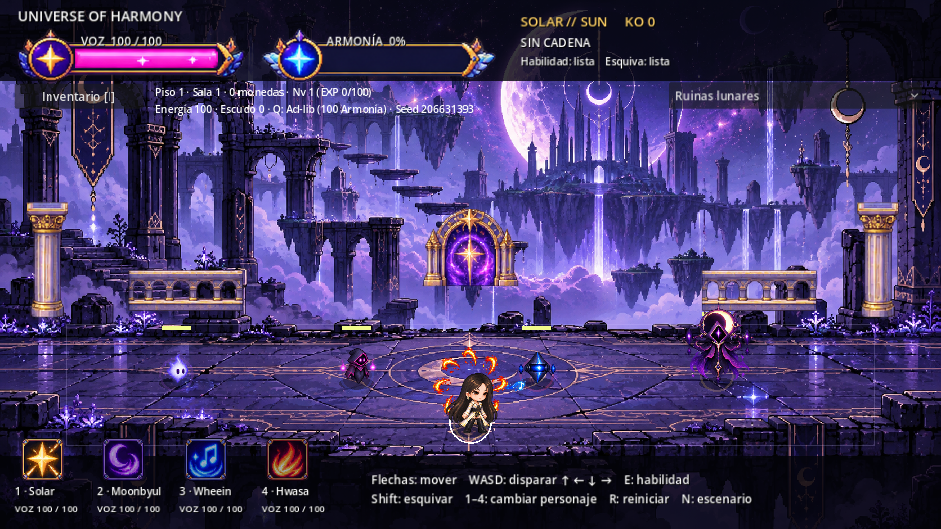 UNIVERSE OF HARMONY
VOZ 100 / 100
ARMONÍA 0%
SOLAR // SUN KO 0
SIN CADENA
Habilidad: lista Esquiva: lista
Inventario [I]
Piso 1 · Sala 1 · 0 monedas · Nv 1 (EXP 0/100)
Energía 100 · Escudo 0 · Q: Ad-lib (100 Armonía) · Seed 206631393
Ruinas lunares
1 · Solar
VOZ 100 / 100
2 · Moonbyul
VOZ 100 / 100
3 · Wheein
VOZ 100 / 100
4 · Hwasa
VOZ 100 / 100
Flechas: mover WASD: disparar ↑ ← ↓ → E: habilidad
Shift: esquivar 1–4: cambiar personaje R: reiniciar N: escenario